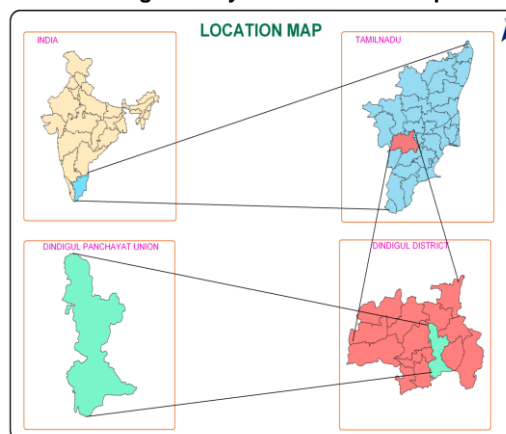 LOCATION MAP
INDIA
TAMILNADU
DINDIGUL PANCHAYAT UNION
DINDIGUL DISTRICT